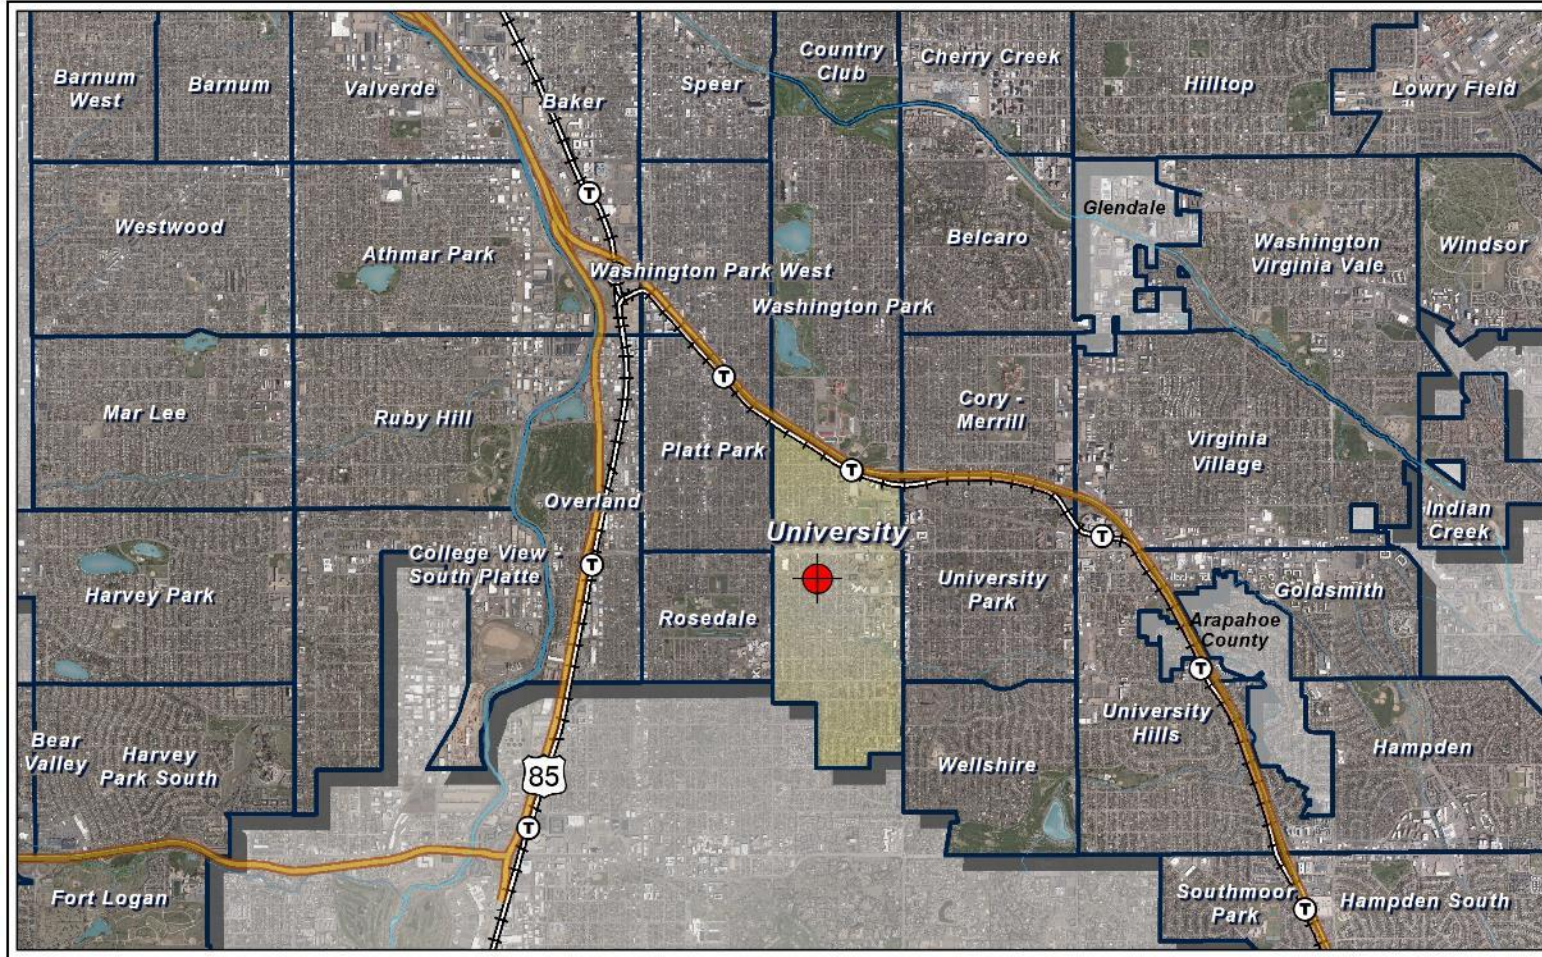 Barnum
West
Barnum
Valverde
Baker
Speer
Country
Club
Cherry Creek
Hilltop
Lowry Field
Westwood
Athmar Park
Washington Park West
Washington Park
Belcaro
Glendale
Washington
Virginia Vale
Windsor
Mar Lee
Ruby Hill
Platt Park
Cory -
Merrill
Virginia
Village
Overland
University
Indian
Creek
Harvey Park
College View -
South Platte
Rosedale
University
Park
Goldsmith
Arapahoe
County
Bear
Valley
Harvey
Park South
85
Wellshire
University
Hills
Hampden
Fort Logan
Southmoor
Park
Hampden South
T
T
T
T
T
T
T
T